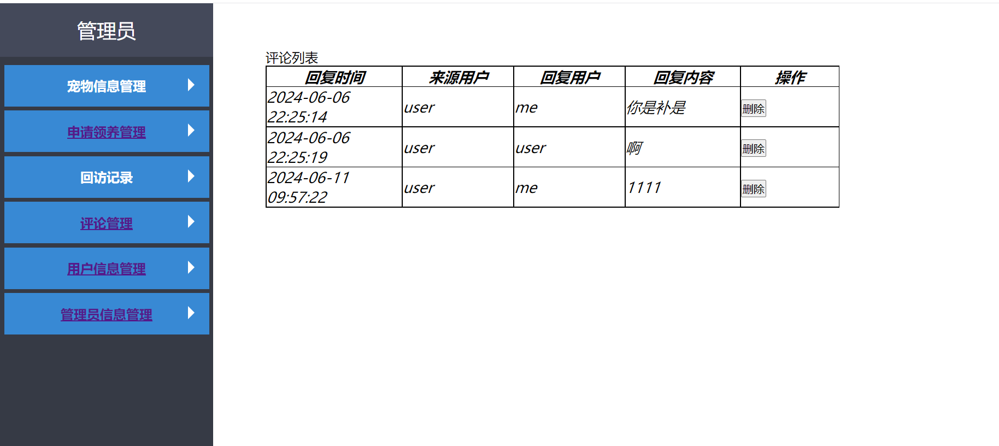 管理员
宠物信息管理
申请领养管理
回访记录
评论管理
用户信息管理
管理员信息管理
评论列表
回复时间 来源用户 回复用户 回复内容 操作
2024-06-06 22:25:14 user me 你是补是 删除
2024-06-06 22:25:19 user user 啊 删除
2024-06-11 09:57:22 user me 1111 删除